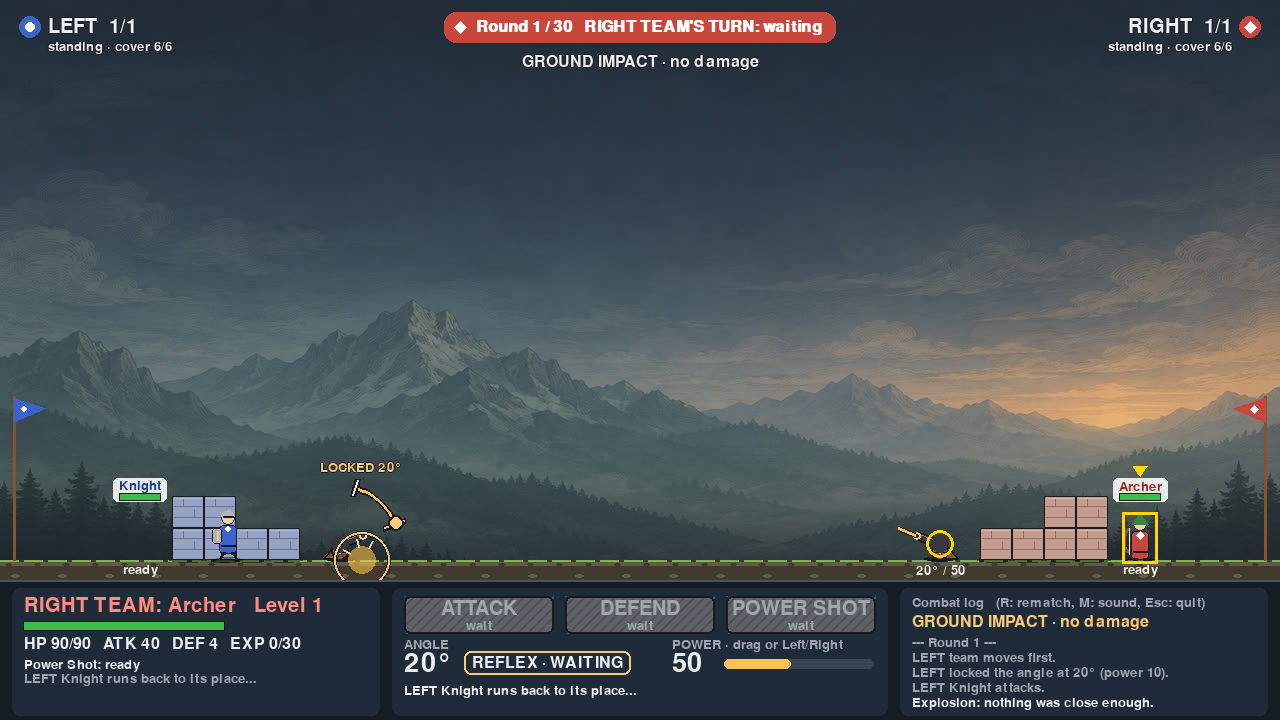 LEFT 1/1
standing · cover 6/6
Round 1 / 30 RIGHT TEAM'S TURN: waiting
RIGHT 1/1
standing · cover 6/6
GROUND IMPACT · no damage
LOCKED 20°
Knight
Archer
ready
20° / 50
ready
RIGHT TEAM: Archer Level 1
HP 90/90 ATK 40 DEF 4 EXP 0/30
Power Shot: ready
LEFT Knight runs back to its place...
ATTACK
wait
DEFEND
wait
POWER SHOT
wait
ANGLE
20°
REFLEX · WAITING
POWER · drag or Left/Right
50
LEFT Knight runs back to its place...
Combat log (R: rematch, M: sound, Esc: quit)
GROUND IMPACT · no damage
--- Round 1 ---
LEFT team moves first.
LEFT locked the angle at 20° (power 10).
LEFT Knight attacks.
Explosion: nothing was close enough.